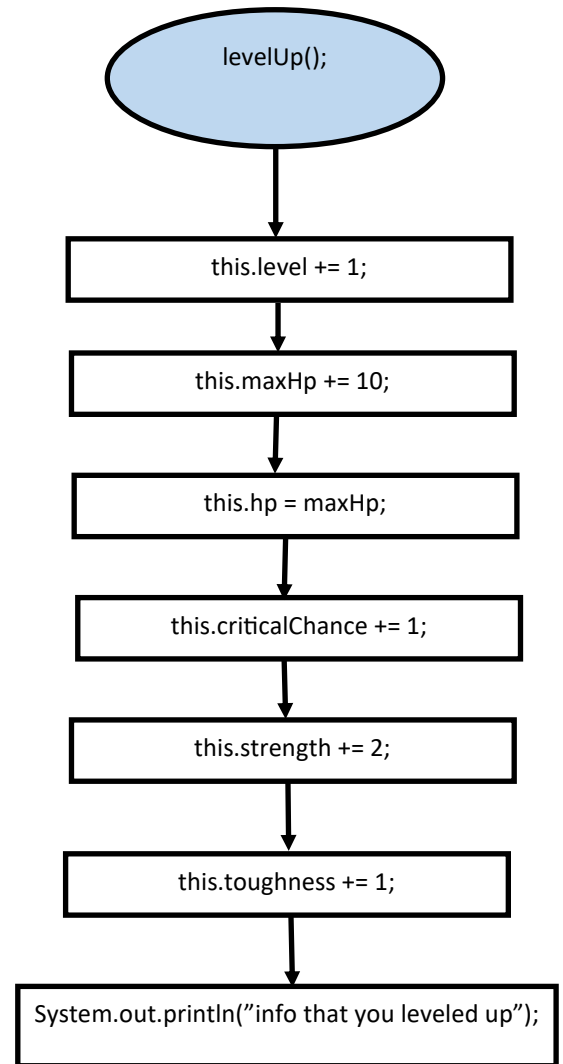 levelUp();
this.level += 1;
this.maxHp += 10;
this.hp = maxHp;
this.criticalChance += 1;
this.strength += 2;
this.toughness += 1;
System.out.println(”info that you leveled up”);